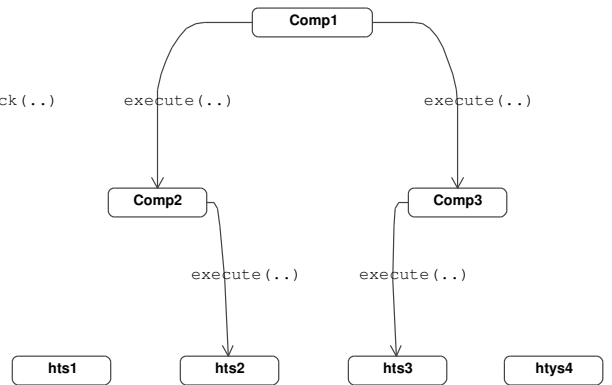 Comp1
ck(..) execute(..) execute(..)
Comp2 Comp3
execute(..) execute(..)
hts1 hts2 hts3 htys4